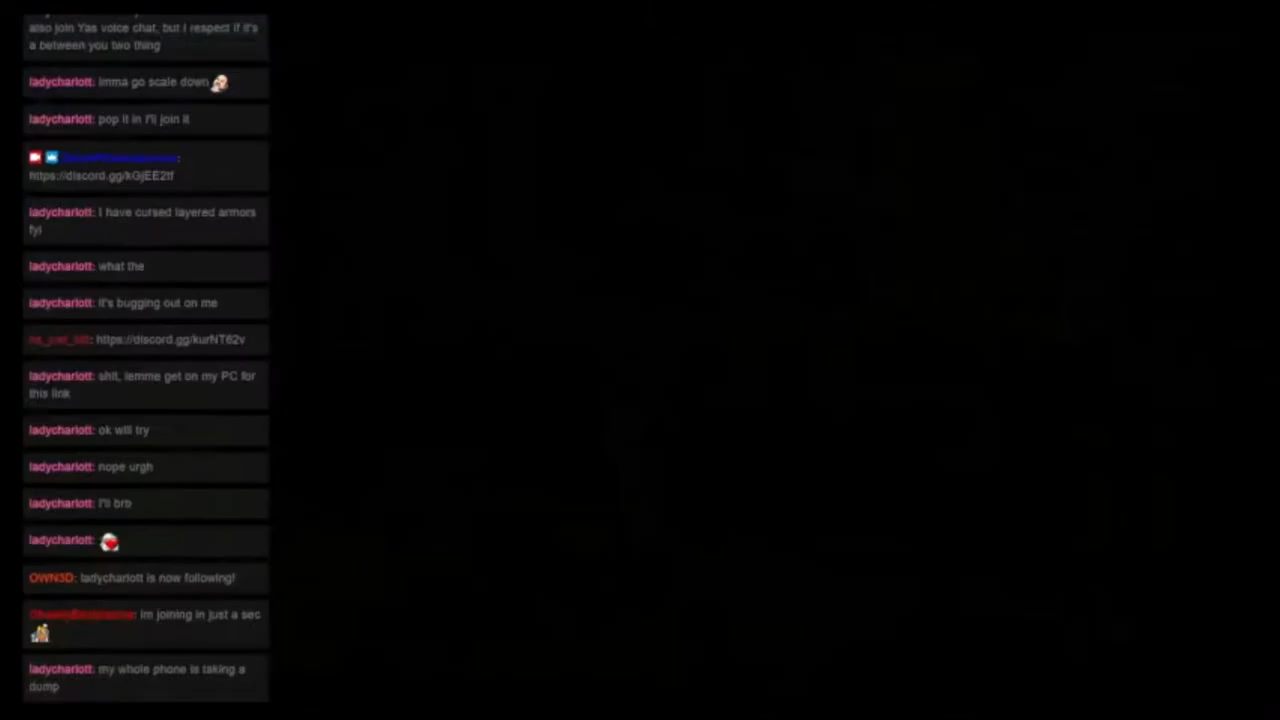 also join Yas voice chat, but I respect if it's
a between you two thing
ladycharlott: imma go scale down
ladycharlott: pop it in I'll join it
https://discord.gg/kGjEE2tf
ladycharlott: I have cursed layered armors
fyi
ladycharlott: what the
ladycharlott: it's bugging out on me
https://discord.gg/kurNT62v
ladycharlott: ahit, lemme get on my PC for
this link
ladycharlott: ok will try
ladycharlott: nope urgh
ladycharlott: I'll brb
ladycharlott:
OWN3D: ladycharlott is now following!
im joining in just a sec
ladycharlott: my whole phone is taking a
dump